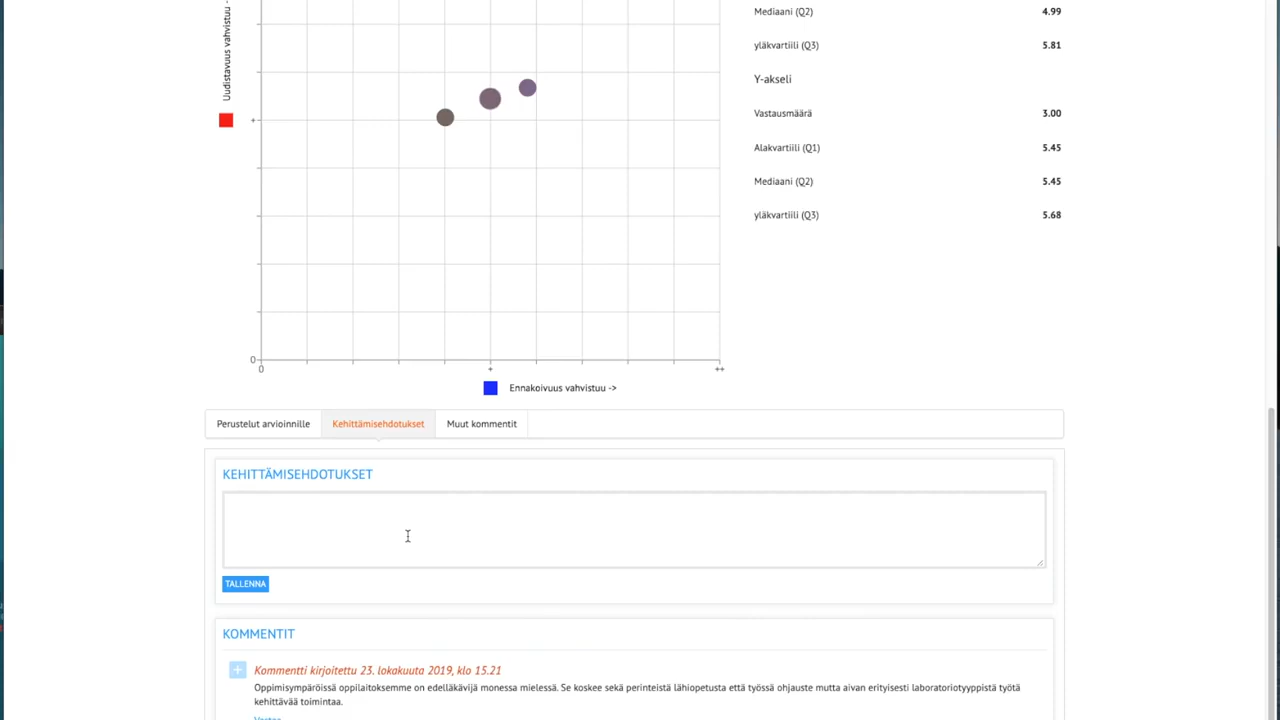 Uudistavuus vahvistuu -
Mediaani (Q2) 4.99
yläkvartiili (Q3) 5.81
Y-akseli
Vastausmäärä 3.00
Alakvartiili (Q1) 5.45
Mediaani (Q2) 5.45
yläkvartiili (Q3) 5.68
+
0
0 + ++
Ennakoivuus vahvistuu ->
Perustelut arvioinnille Kehittämisehdotukset Muut kommentit
KEHITTÄMISEHDOTUKSET
TALLENNA
KOMMENTIT
+ Kommentti kirjoitettu 23. lokakuuta 2019, klo 15.21
Oppimisympäröissä oppilaitoksemme on edelläkävijä monessa mielessä. Se koskee sekä perinteistä lähiopetusta että työssä ohjauste mutta aivan erityisesti laboratoriotyyppistä työtä
kehittävää toimintaa.
Vastaa